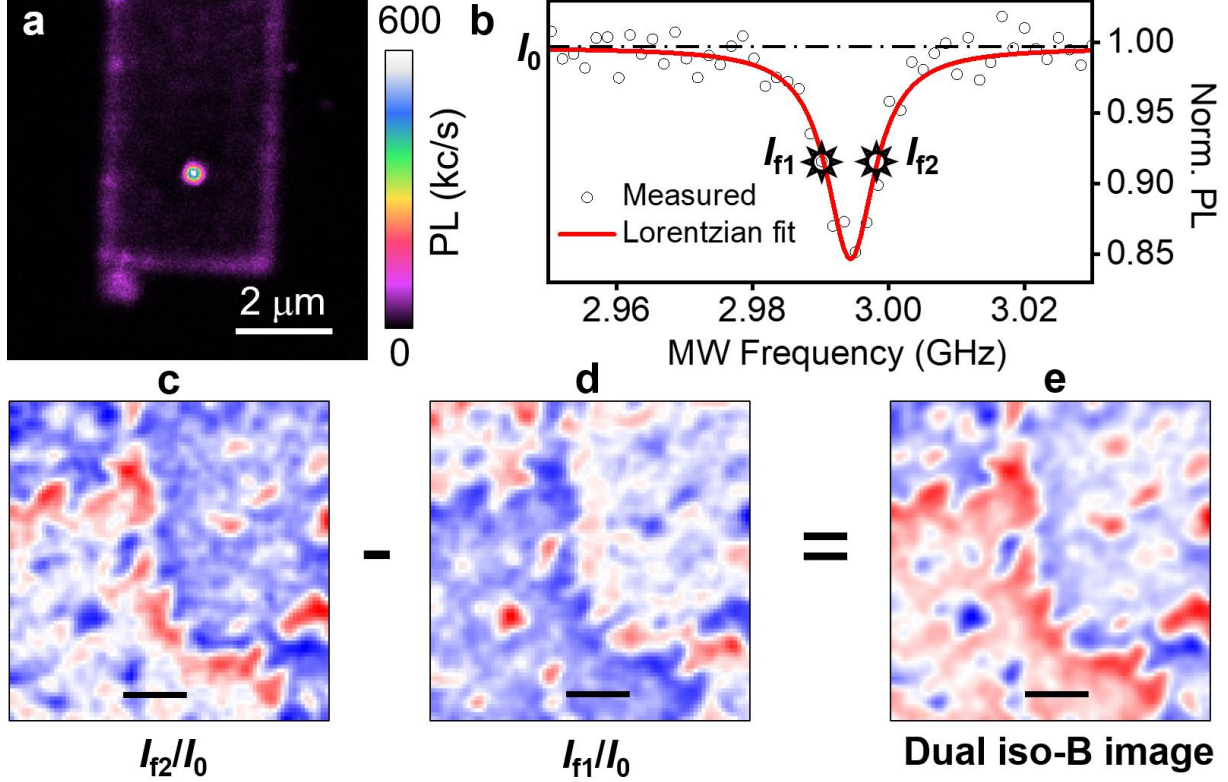 a
600
PL (kc/s)
0
2 μm
b
I0
If1
If2
Measured
Lorentzian fit
1.00
0.95
0.90
0.85
Norm. PL
2.96
2.98
3.00
3.02
MW Frequency (GHz)
c
d
e
-
=
If2/I0
If1/I0
Dual iso-B image